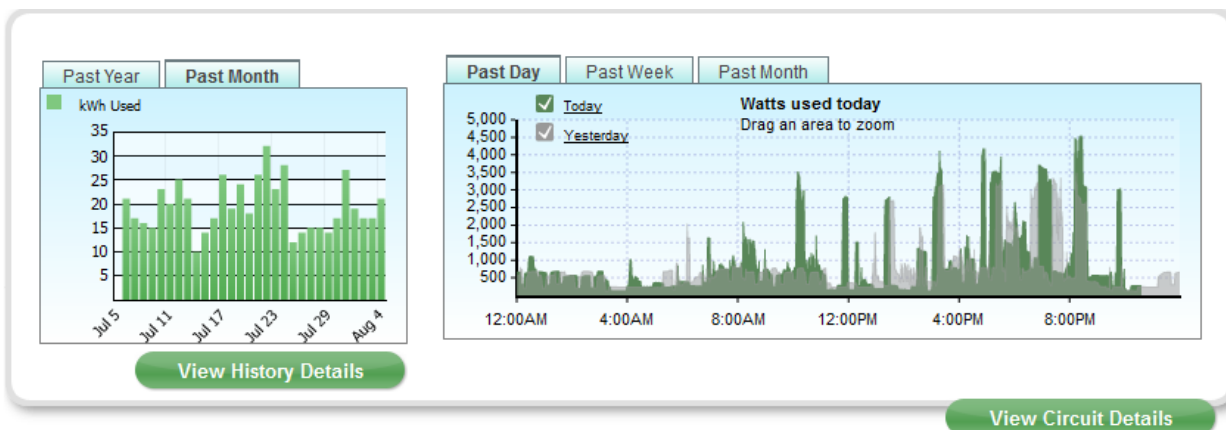 Past Year
Past Month
kWh Used
35
30
25
20
15
10
5
Jul 5
Jul 11
Jul 17
Jul 23
Jul 29
Aug 4
View History Details
Past Day
Past Week
Past Month
Today
Yesterday
Watts used today
Drag an area to zoom
5,000
4,500
4,000
3,500
3,000
2,500
2,000
1,500
1,000
500
12:00AM
4:00AM
8:00AM
12:00PM
4:00PM
8:00PM
View Circuit Details